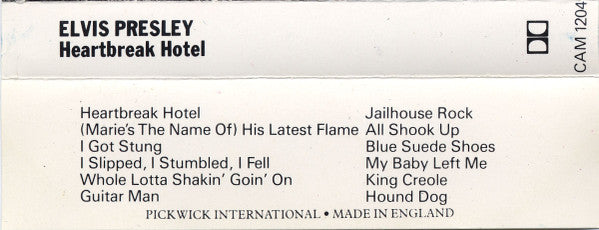 ELVIS PRESLEY
Heartbreak Hotel
CAM 1204
Heartbreak Hotel
(Marie's The Name Of) His Latest Flame
I Got Stung
I Slipped, I Stumbled, I Fell
Whole Lotta Shakin' Goin' On
Guitar Man
Jailhouse Rock
All Shook Up
Blue Suede Shoes
My Baby Left Me
King Creole
Hound Dog
PICKWICK INTERNATIONAL • MADE IN ENGLAND